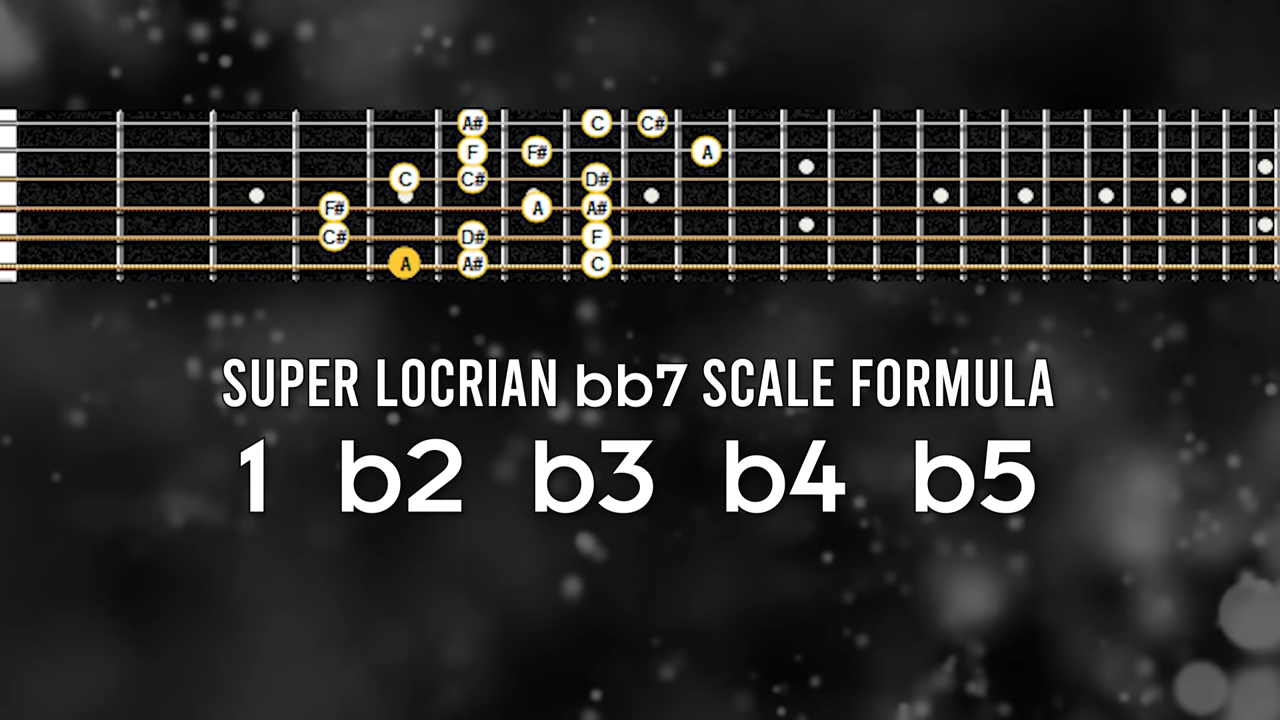 A# C C#
F F# A
C C# D#
F# A A#
C# D# F
A A# C
SUPER LOCRIAN bb7 SCALE FORMULA
1 b2 b3 b4 b5